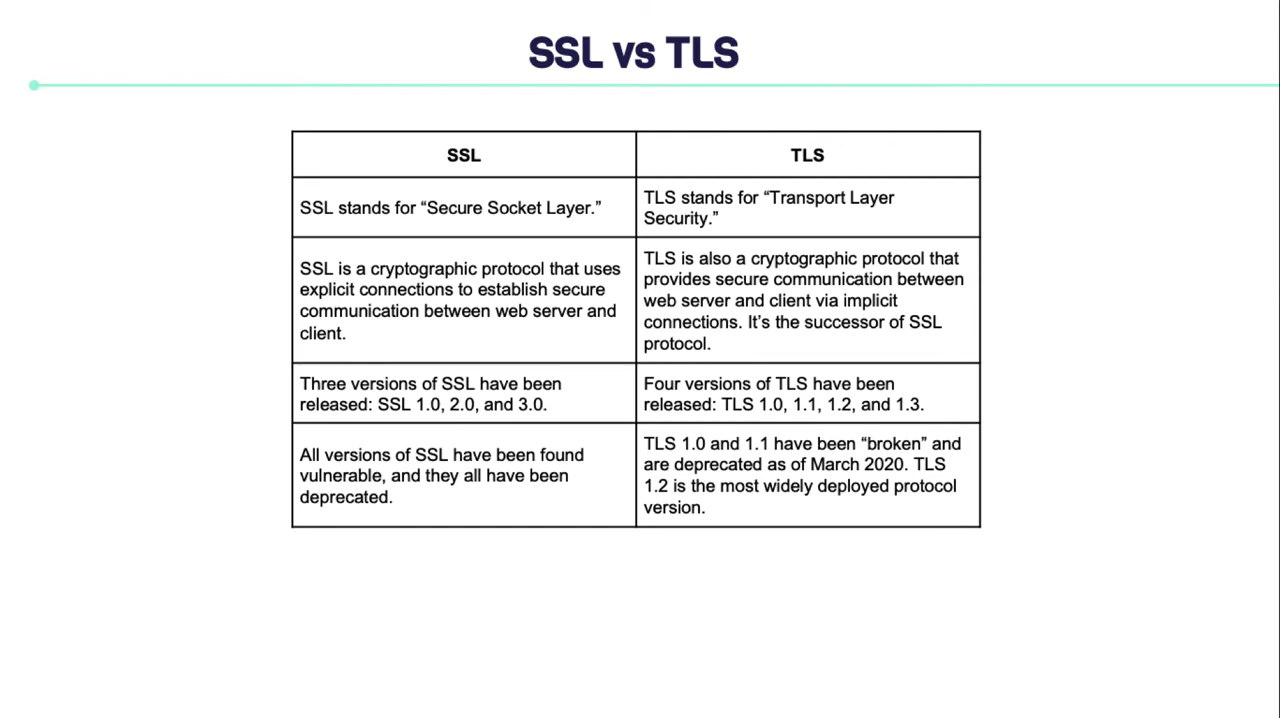 SSL vs TLS
SSL
TLS
SSL stands for “Secure Socket Layer.”
TLS stands for “Transport Layer
Security.”
SSL is a cryptographic protocol that uses
explicit connections to establish secure
communication between web server and
client.
TLS is also a cryptographic protocol that
provides secure communication between
web server and client via implicit
connections. It’s the successor of SSL
protocol.
Three versions of SSL have been
released: SSL 1.0, 2.0, and 3.0.
Four versions of TLS have been
released: TLS 1.0, 1.1, 1.2, and 1.3.
All versions of SSL have been found
vulnerable, and they all have been
deprecated.
TLS 1.0 and 1.1 have been “broken” and
are deprecated as of March 2020. TLS
1.2 is the most widely deployed protocol
version.